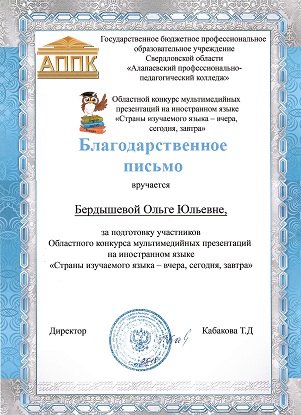 АППК
Государственное бюджетное профессиональное
образовательное учреждение
Свердловской области
«Алапаевский профессионально-
педагогический колледж»
Областной конкурс мультимедийных
презентаций на иностранном языке
«Страны изучаемого языка – вчера,
сегодня, завтра»
Благодарственное
письмо
вручается
Бердышевой Ольге Юльевне,
за подготовку участников
Областного конкурса мультимедийных презентаций
на иностранном языке
«Страны изучаемого языка – вчера, сегодня, завтра»
Директор Кабакова Т.Д